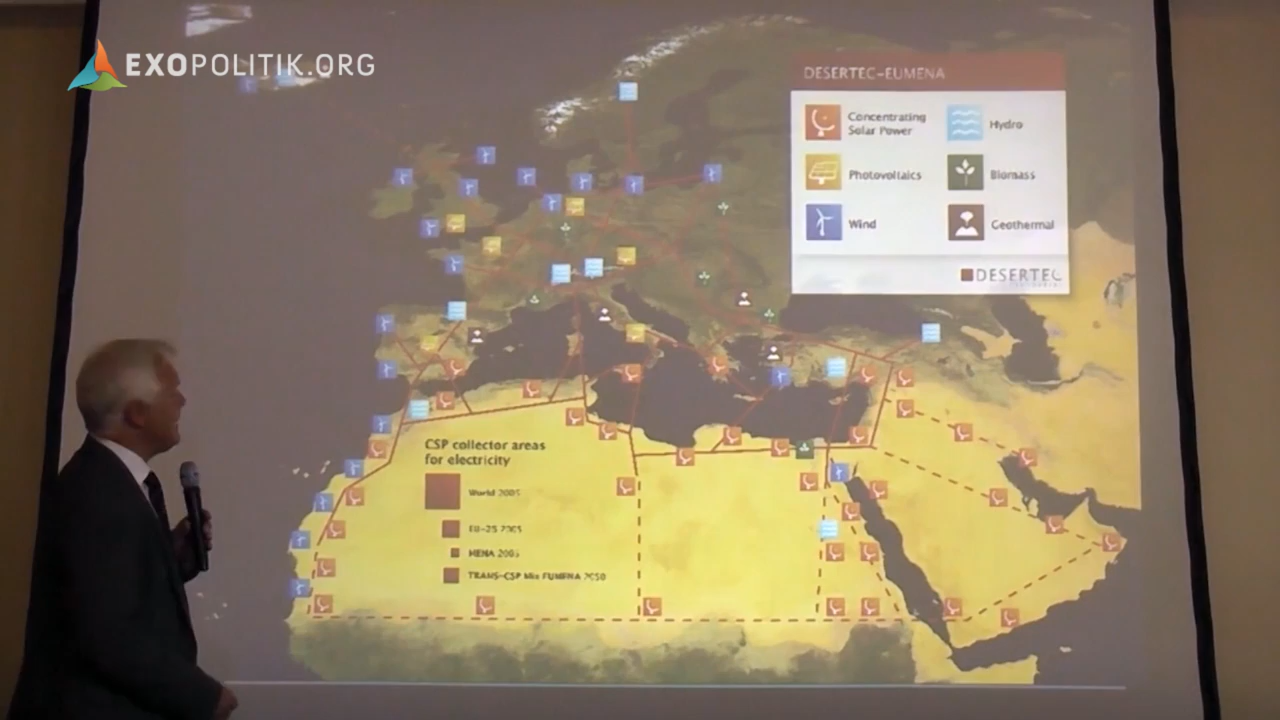 EXOPOLITIK.ORG
DESERTEC-EUMENA
Concentrating
Solar Power
Hydro
Photovoltaics
Biomass
Wind
Geothermal
DESERTEC
CSP collector areas
for electricity
World 2005
EU-25 2005
MENA 2005
TRANS-CSP Mix EUMENA 2050